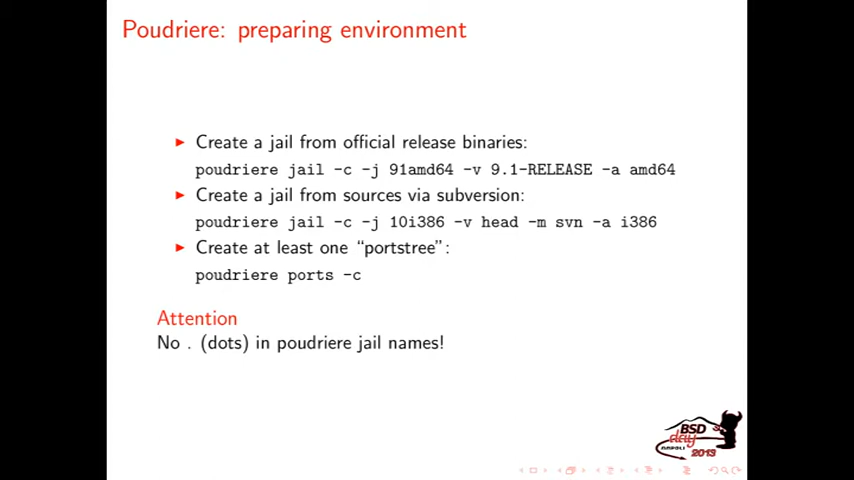 Poudriere: preparing environment
Create a jail from official release binaries:
poudriere jail -c -j 91amd64 -v 9.1-RELEASE -a amd64
Create a jail from sources via subversion:
poudriere jail -c -j 10i386 -v head -m svn -a i386
Create at least one “portstree”:
poudriere ports -c
Attention
No . (dots) in poudriere jail names!
BSD
day
NAPOLI
2013